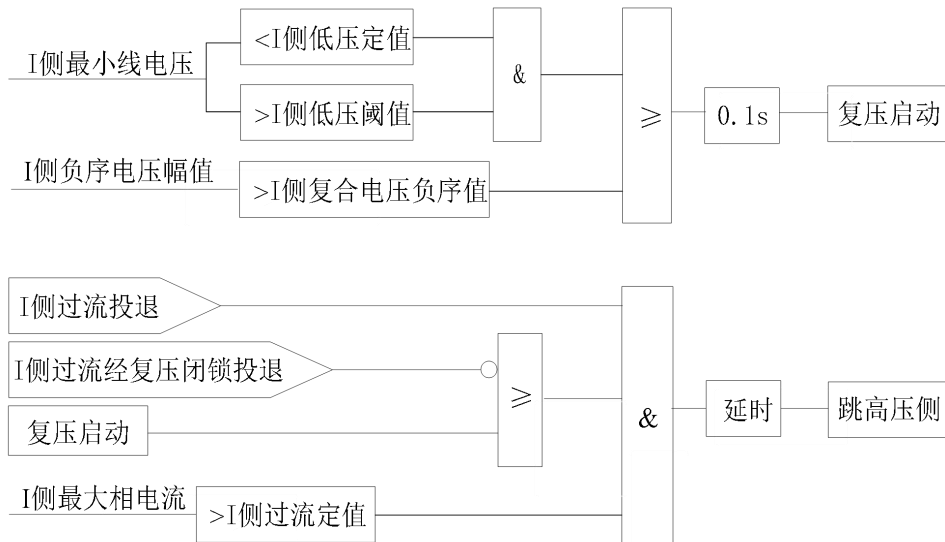 I侧最小线电压
<I侧低压定值
>I侧低压阈值
&
≥
0.1s
复压启动
I侧负序电压幅值
>I侧复合电压负序值
I侧过流投退
I侧过流经复压闭锁投退
≥
复压启动
&
延时
跳高压侧
I侧最大相电流
>I侧过流定值